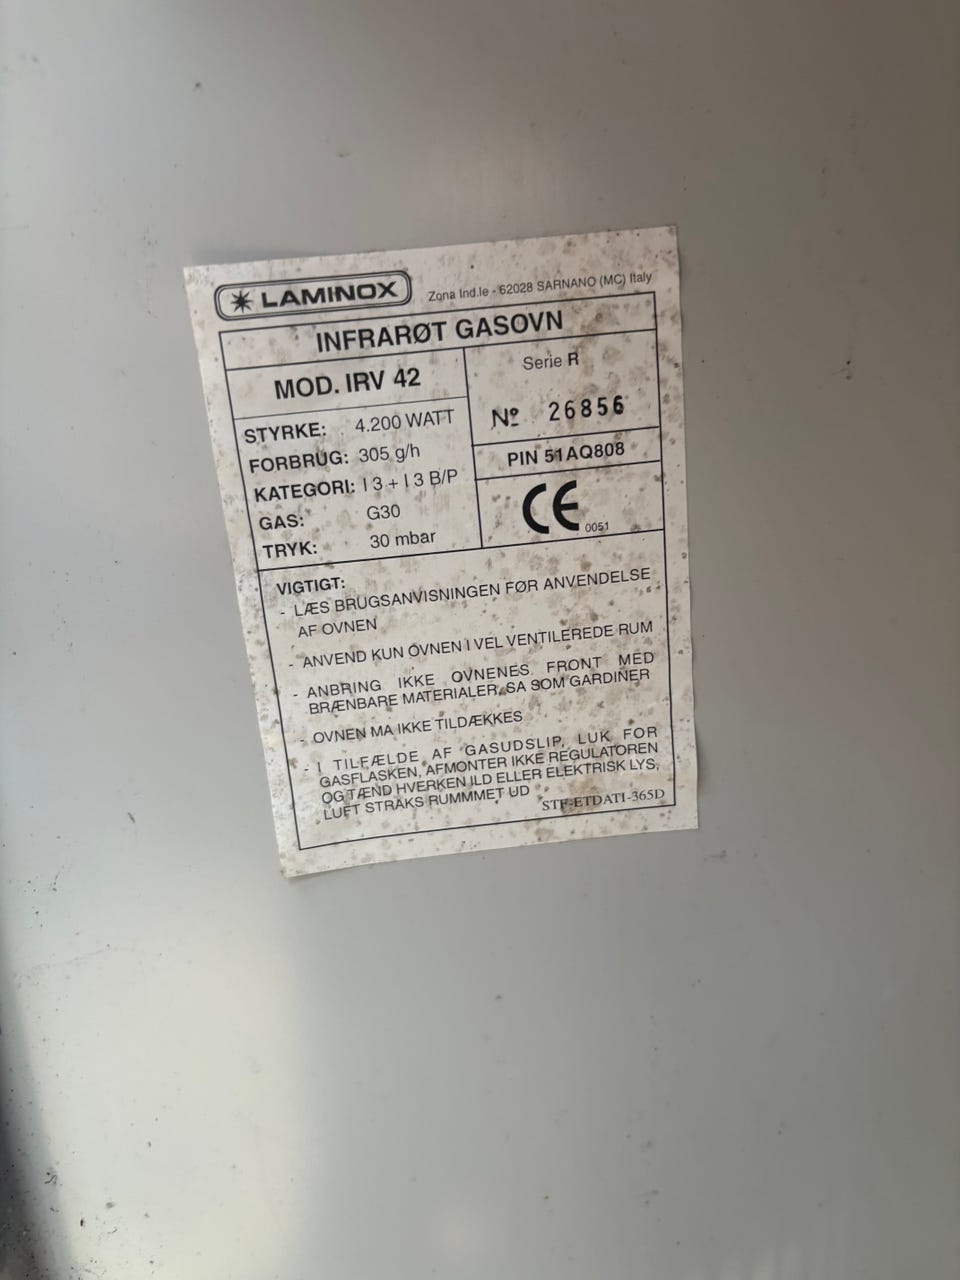 LAMINOX Zona Ind.le - 62028 SARNANO (MC) Italy
INFRARØT GASOVN
MOD. IRV 42
STYRKE: 4.200 WATT
FORBRUG: 305 g/h
KATEGORI: I 3 + I 3 B/P
GAS: G30
TRYK: 30 mbar
Serie R
Nº 26856
PIN 51AQ808
CE 0051
VIGTIGT:
- LÆS BRUGSANVISNINGEN FØR ANVENDELSE
AF OVNEN
- ANVEND KUN OVNEN I VEL VENTILEREDE RUM
- ANBRING IKKE OVNENES FRONT MED
BRÆNBARE MATERIALER, SA SOM GARDINER
- OVNEN MA IKKE TILDÆKKES
- I TILFÆLDE AF GASUDSLIP, LUK FOR
GASFLASKEN, AFMONTER IKKE REGULATOREN
OG TÆND HVERKEN ILD ELLER ELEKTRISK LYS,
LUFT STRAKS RUMMMET UD
STF-ETDATI-365D